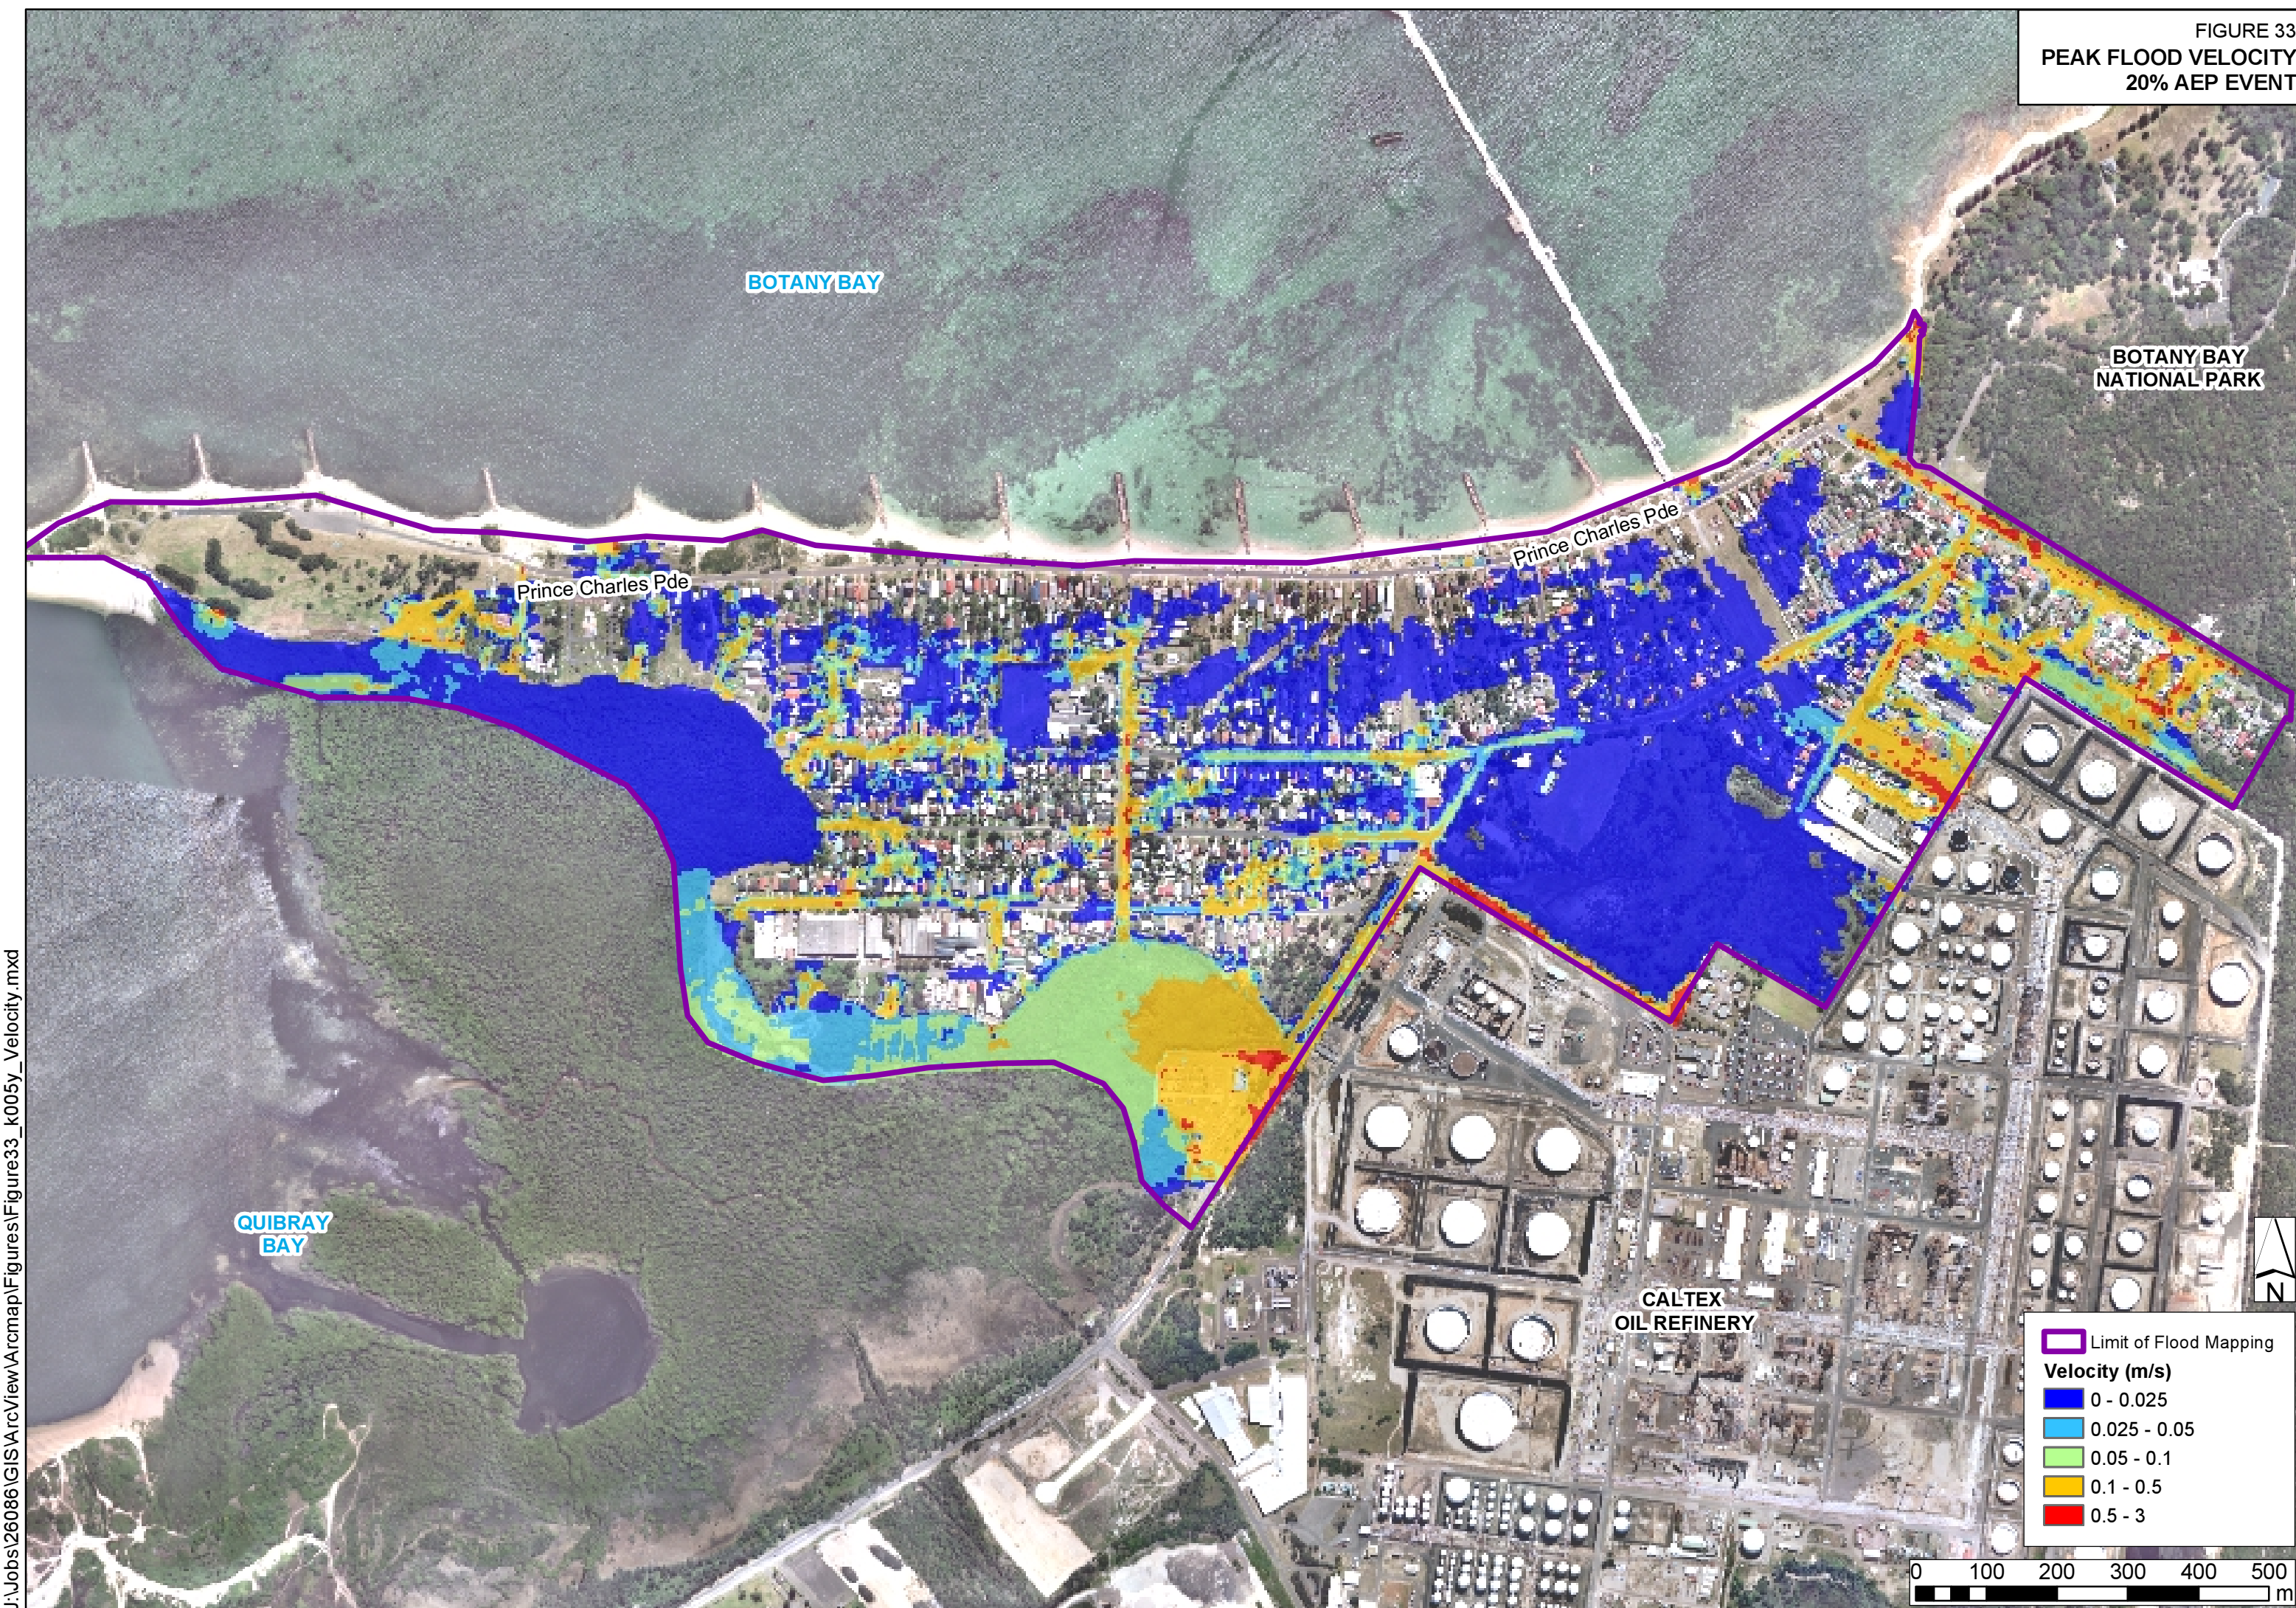 FIGURE 33
PEAK FLOOD VELOCITY
20% AEP EVENT
BOTANY BAY
BOTANY BAY
NATIONAL PARK
Prince Charles Pde
Prince Charles Pde
QUIBRAY
BAY
CALTEX
OIL REFINERY
N
Limit of Flood Mapping
Velocity (m/s)
0 - 0.025
0.025 - 0.05
0.05 - 0.1
0.1 - 0.5
0.5 - 3
0 100 200 300 400 500
m
J:\Jobs\26086\GIS\ArcView\Arcmap\Figures\Figure33_k005y_Velocity.mxd